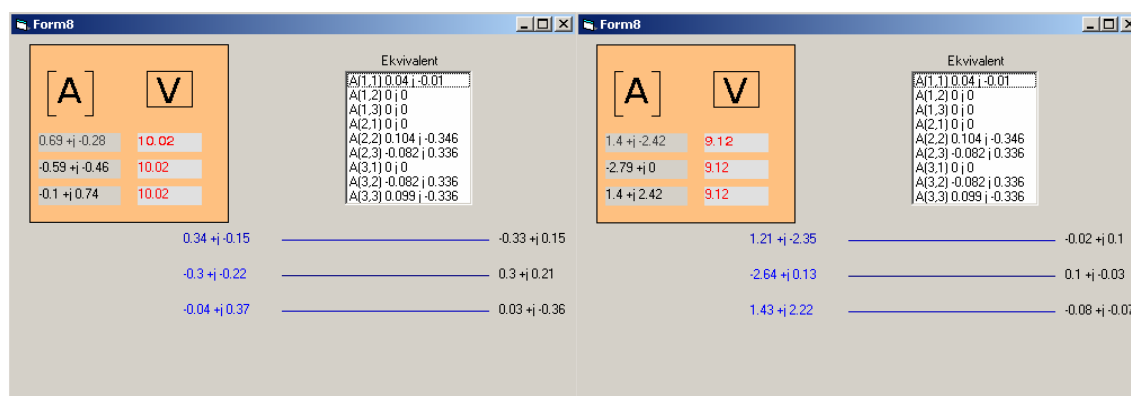 Form8
[A] V
Ekvivalent
A(1,1) 0.04 j -0.01
A(1,2) 0 j 0
A(1,3) 0 j 0
A(2,1) 0 j 0
A(2,2) 0.104 j -0.346
A(2,3) -0.082 j 0.336
A(3,1) 0 j 0
A(3,2) -0.082 j 0.336
A(3,3) 0.099 j -0.336
0.69 +j -0.28 10.02
-0.59 +j -0.46 10.02
-0.1 +j 0.74 10.02
0.34 +j -0.15 -0.33 +j 0.15
-0.3 +j -0.22 0.3 +j 0.21
-0.04 +j 0.37 0.03 +j -0.36
Form8
[A] V
Ekvivalent
A(1,1) 0.04 j -0.01
A(1,2) 0 j 0
A(1,3) 0 j 0
A(2,1) 0 j 0
A(2,2) 0.104 j -0.346
A(2,3) -0.082 j 0.336
A(3,1) 0 j 0
A(3,2) -0.082 j 0.336
A(3,3) 0.099 j -0.336
1.4 +j -2.42 9.12
-2.79 +j 0 9.12
1.4 +j 2.42 9.12
1.21 +j -2.35 -0.02 +j 0.1
-2.64 +j 0.13 0.1 +j -0.03
1.43 +j 2.22 -0.08 +j -0.07